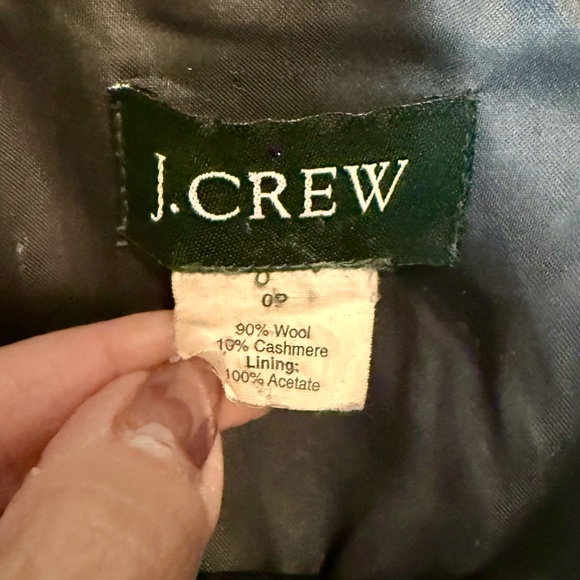 J.CREW
0P
90% Wool
10% Cashmere
Lining:
100% Acetate